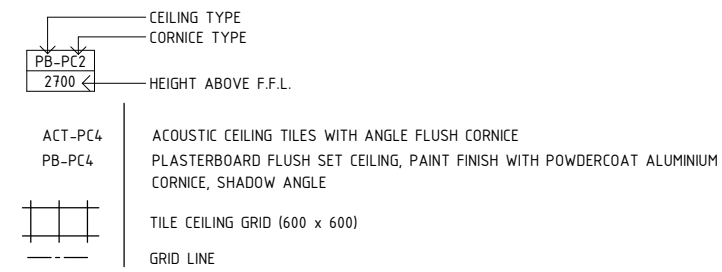 CEILING TYPE
CORNICE TYPE
PB-PC2
2700
HEIGHT ABOVE F.F.L.
ACT-PC4 ACOUSTIC CEILING TILES WITH ANGLE FLUSH CORNICE
PB-PC4 PLASTERBOARD FLUSH SET CEILING, PAINT FINISH WITH POWDERCOAT ALUMINIUM
CORNICE, SHADOW ANGLE
TILE CEILING GRID (600 x 600)
GRID LINE